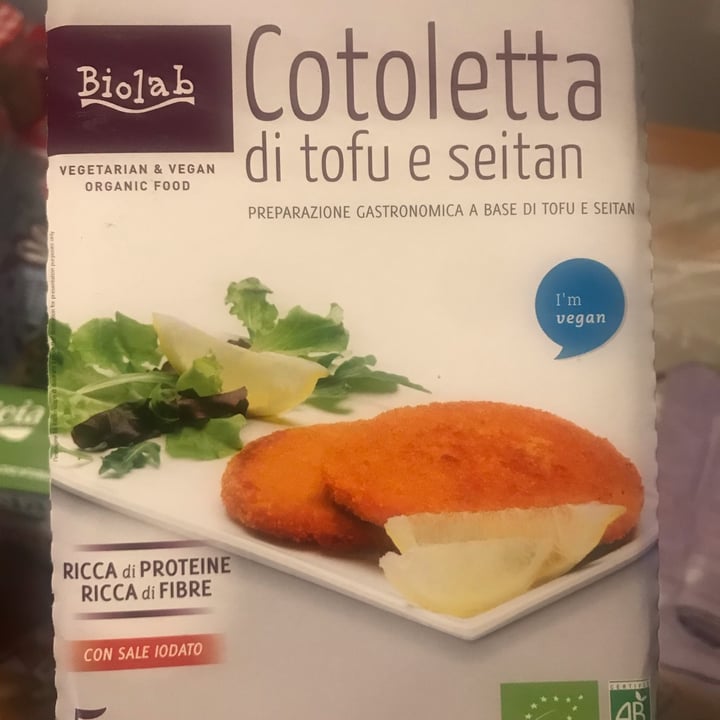 Biolab
VEGETARIAN & VEGAN
ORGANIC FOOD
Cotoletta
di tofu e seitan
PREPARAZIONE GASTRONOMICA A BASE DI TOFU E SEITAN
I'm
vegan
RICCA di PROTEINE
RICCA di FIBRE
CON SALE IODATO
CERTIFIÉ
AB